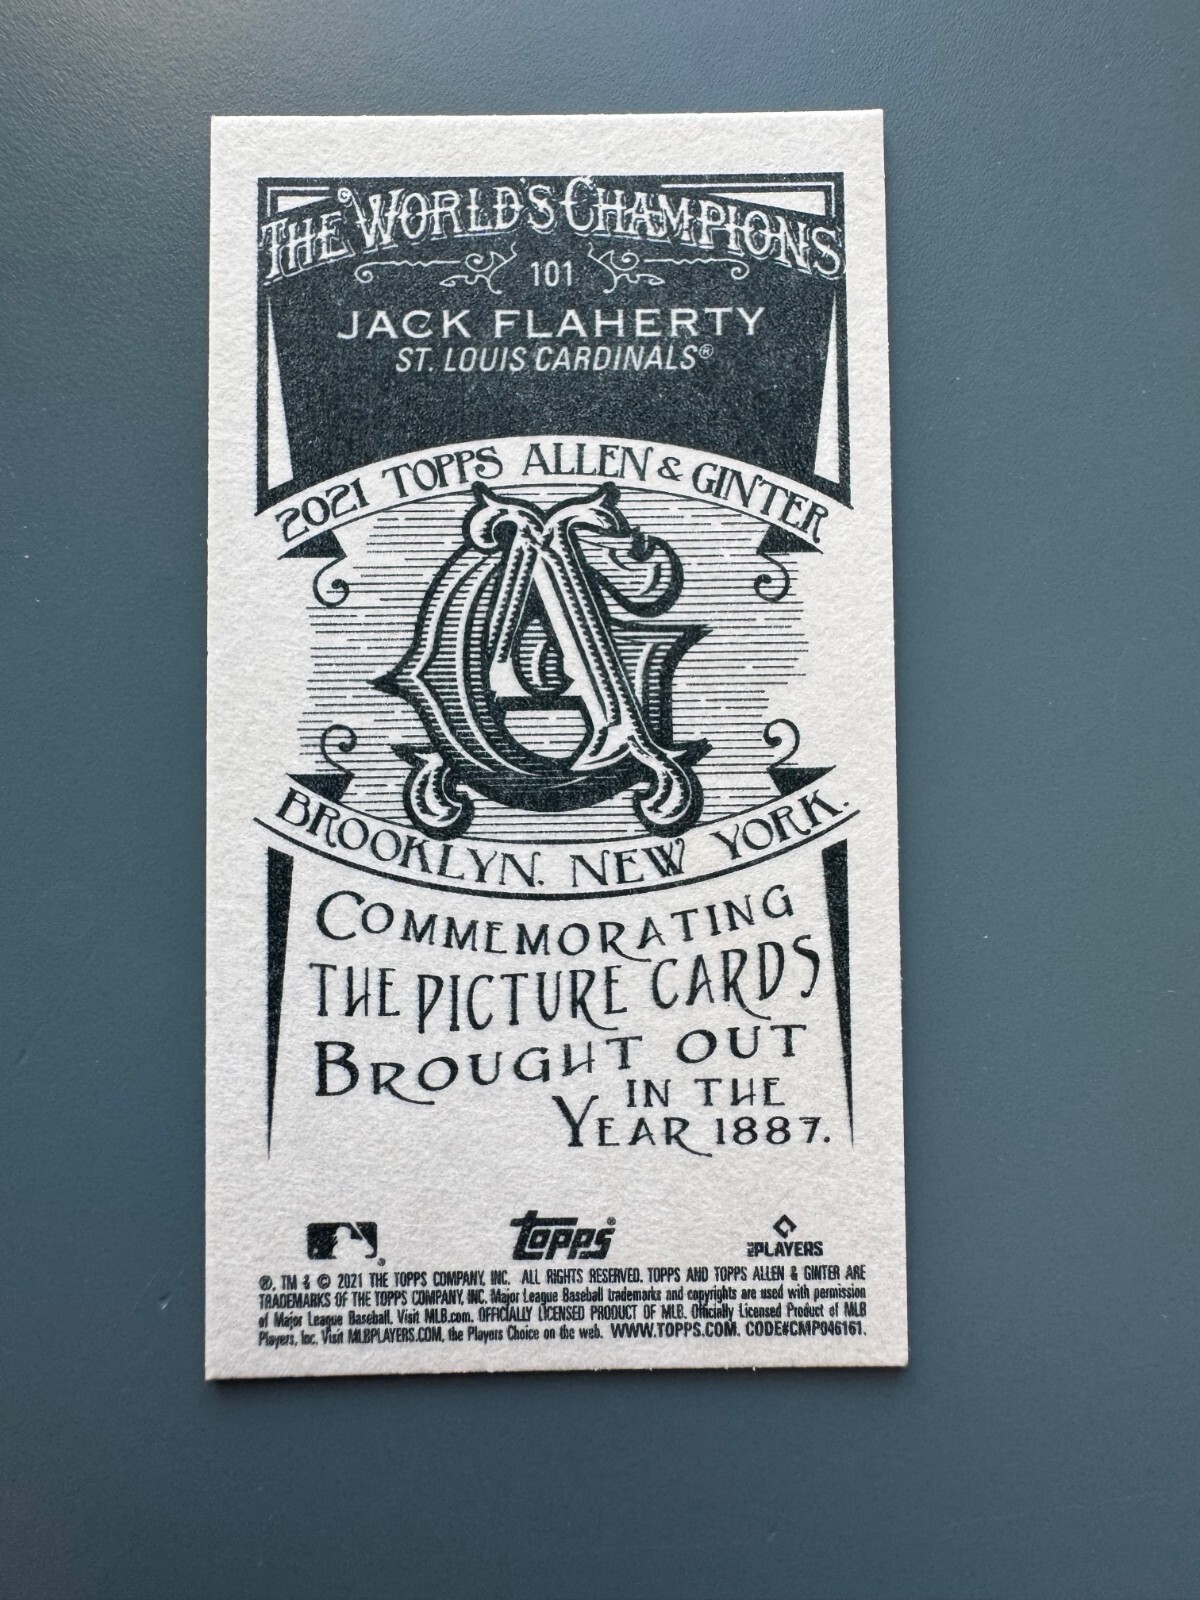 THE WORLD'S CHAMPIONS
101
JACK FLAHERTY
ST. LOUIS CARDINALS®
2021 TOPPS ALLEN & GINTER
AG
BROOKLYN. NEW YORK.
COMMEMORATING
THE PICTURE CARDS
BROUGHT OUT
IN THE
YEAR 1887.
topps®
PLAYERS
®, TM & © 2021 THE TOPPS COMPANY, INC. ALL RIGHTS RESERVED. TOPPS AND TOPPS ALLEN & GINTER ARE
TRADEMARKS OF THE TOPPS COMPANY, INC. Major League Baseball trademarks and copyrights are used with permission
of Major League Baseball. Visit MLB.com. OFFICIALLY LICENSED PRODUCT OF MLB. Officially Licensed Product of MLB
Players, Inc. Visit MLBPLAYERS.COM, the Players Choice on the web. WWW.TOPPS.COM. CODE#CMP046161.